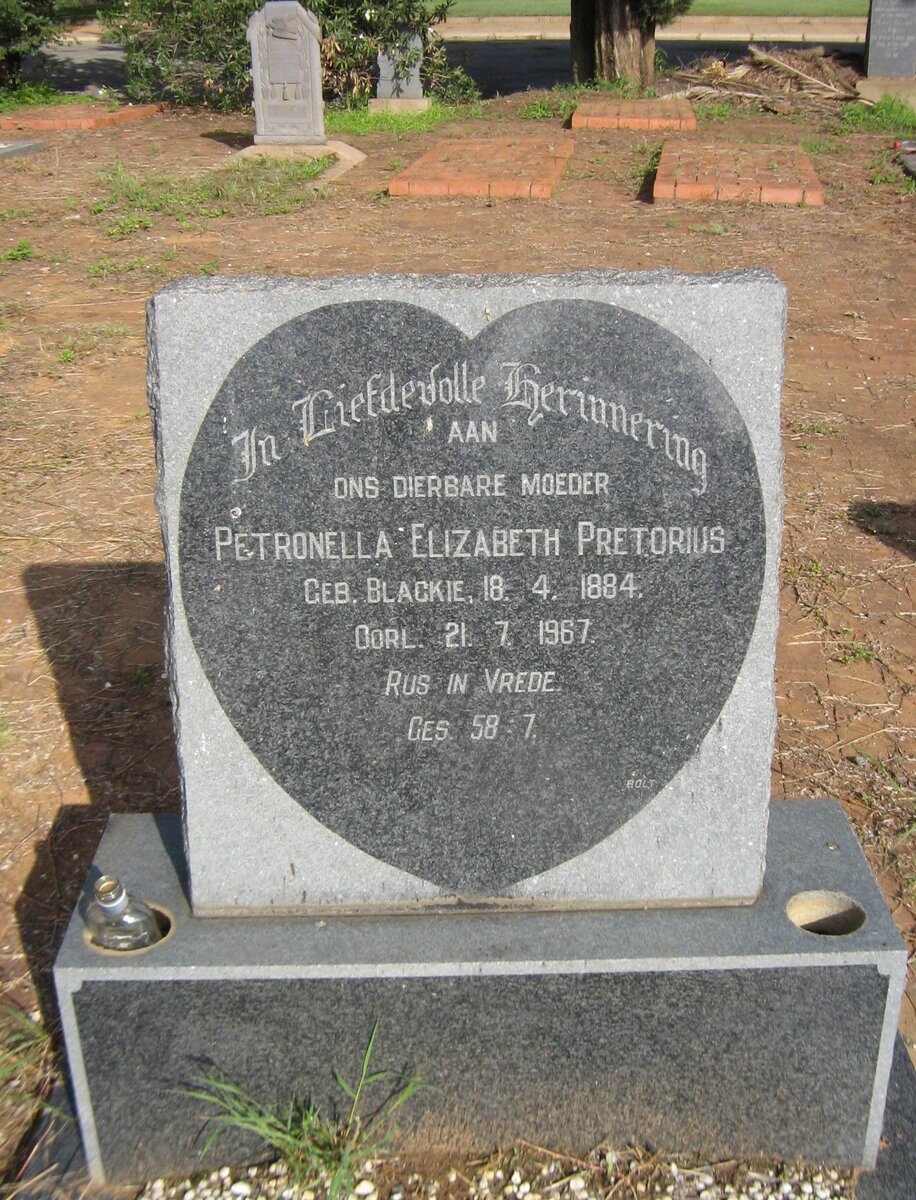 In Liefdevolle Herinnering
AAN
ONS DIERBARE MOEDER
PETRONELLA ELIZABETH PRETORIUS
GEB. BLACKIE, 18. 4. 1884.
OORL. 21. 7. 1967.
RUS IN VREDE.
GES. 58 : 7.
BOLT